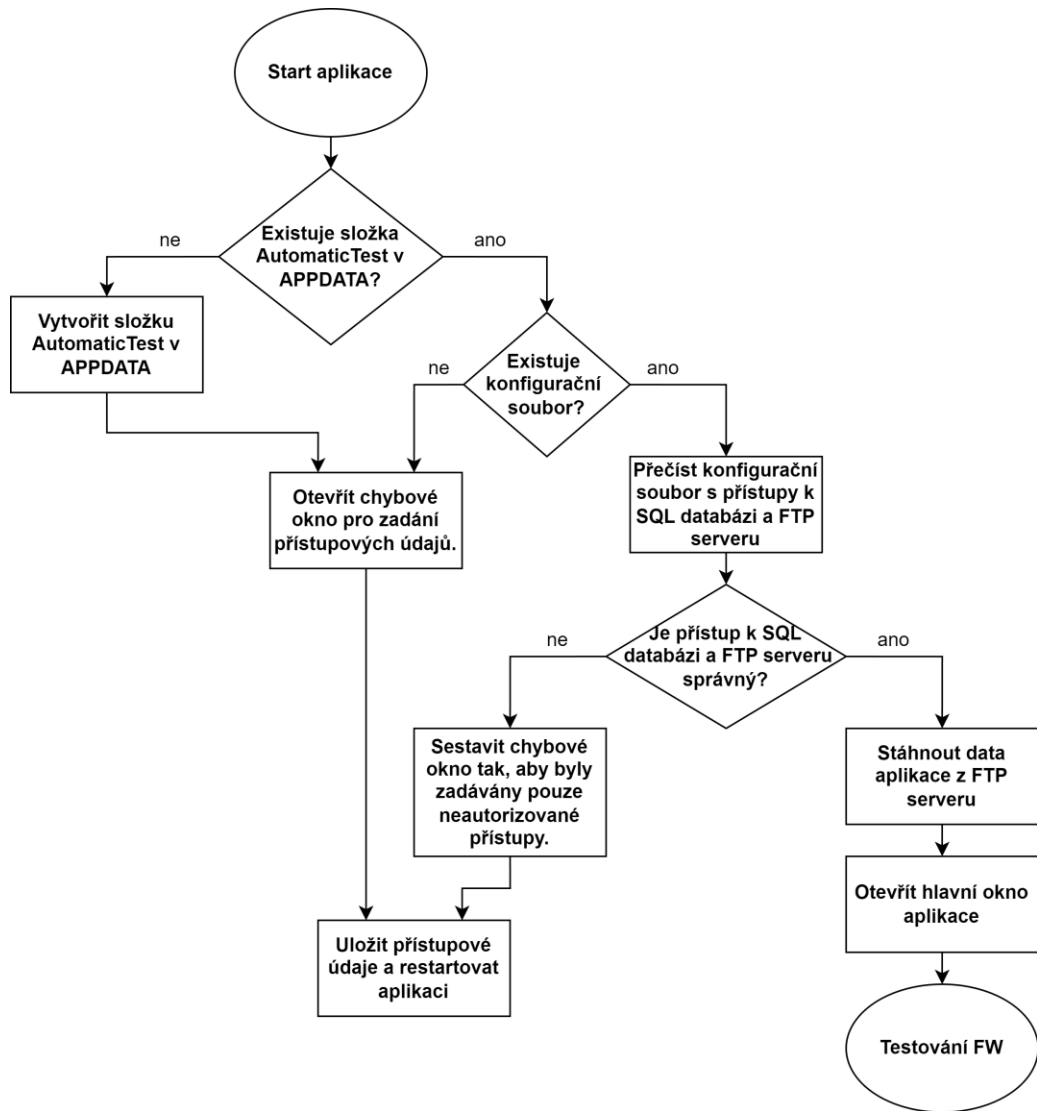 Start aplikace
Existuje složka
AutomaticTest v
APPDATA?
ne
ano
Vytvořit složku
AutomaticTest v
APPDATA
Existuje
konfigurační
soubor?
ne
ano
Otevřít chybové
okno pro zadání
přístupových údajů.
Přečíst konfigurační
soubor s přístupy k
SQL databázi a FTP
serveru
Je přístup k SQL
databázi a FTP serveru
správný?
ne
ano
Sestavit chybové
okno tak, aby byly
zadávány pouze
neautorizované
přístupy.
Stáhnout data
aplikace z FTP
serveru
Otevřít hlavní okno
aplikace
Uložit přístupové
údaje a restartovat
aplikaci
Testování FW